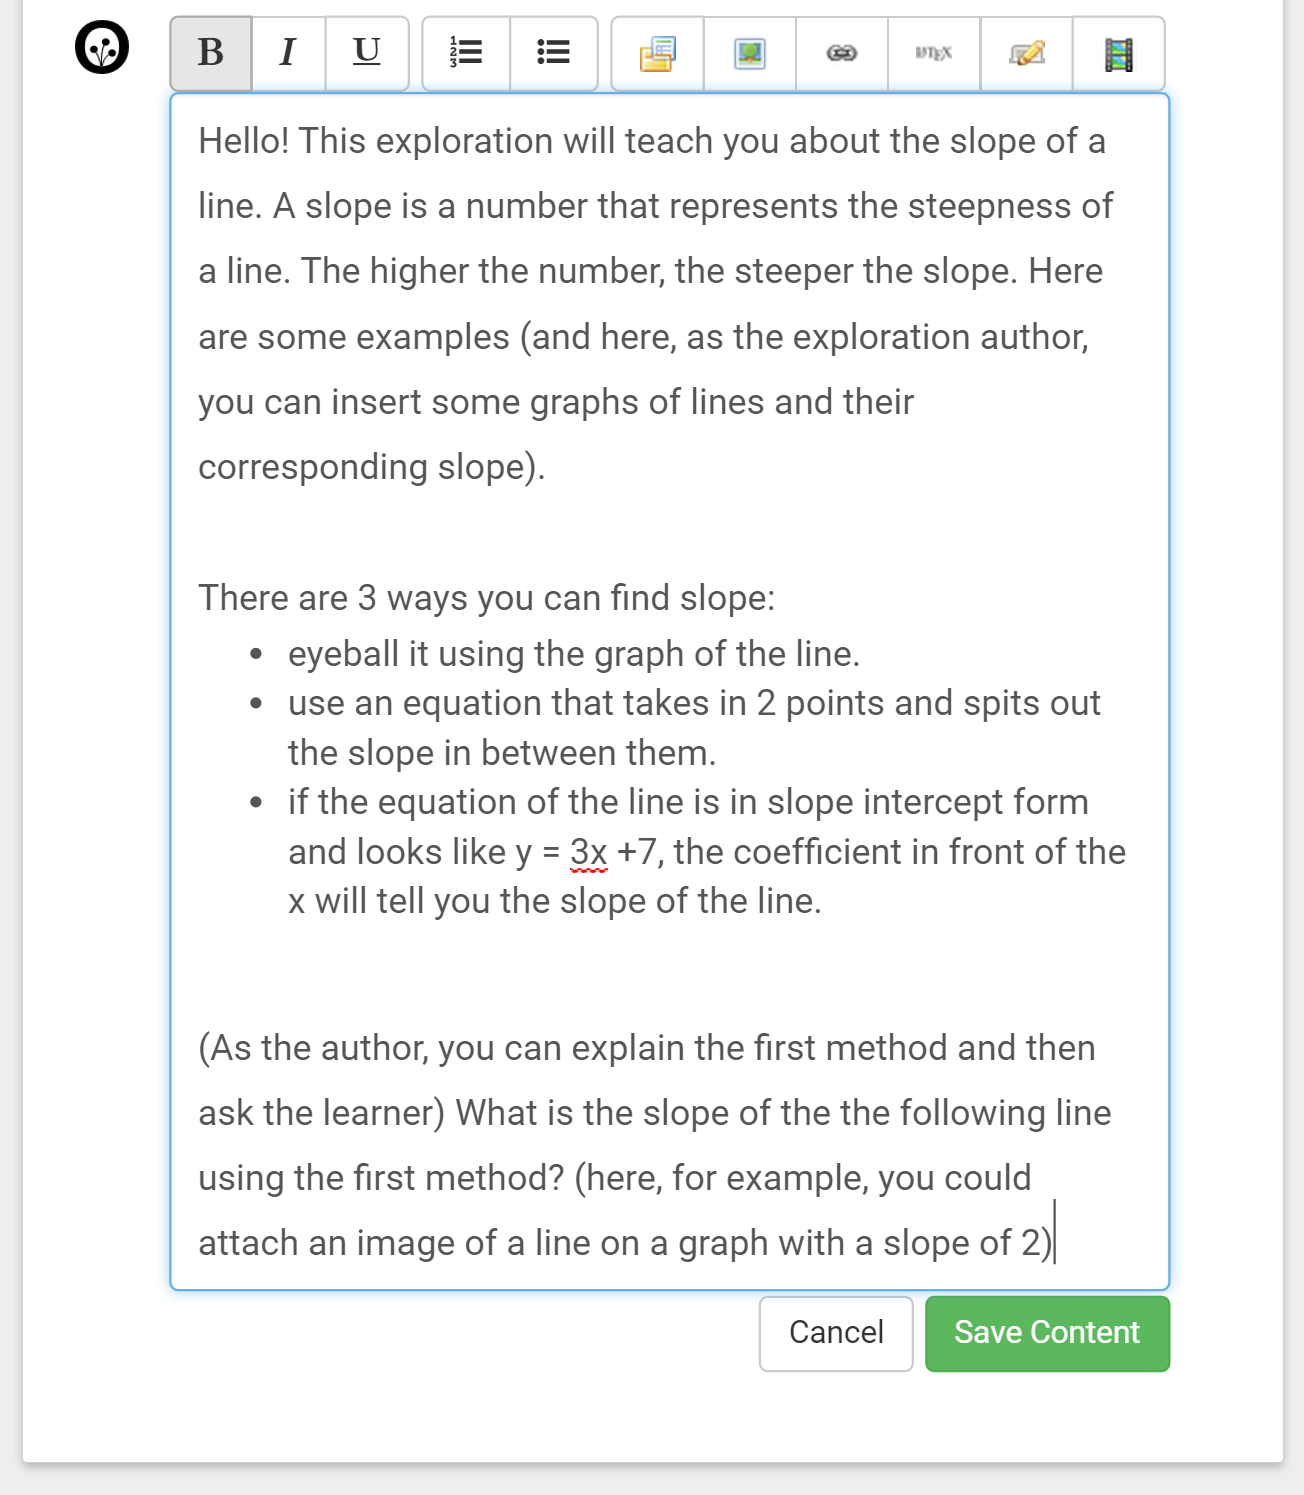 B I U LATEX
Hello! This exploration will teach you about the slope of a
line. A slope is a number that represents the steepness of
a line. The higher the number, the steeper the slope. Here
are some examples (and here, as the exploration author,
you can insert some graphs of lines and their
corresponding slope).
There are 3 ways you can find slope:
• eyeball it using the graph of the line.
• use an equation that takes in 2 points and spits out
the slope in between them.
• if the equation of the line is in slope intercept form
and looks like y = 3x +7, the coefficient in front of the
x will tell you the slope of the line.
(As the author, you can explain the first method and then
ask the learner) What is the slope of the the following line
using the first method? (here, for example, you could
attach an image of a line on a graph with a slope of 2)
Cancel Save Content